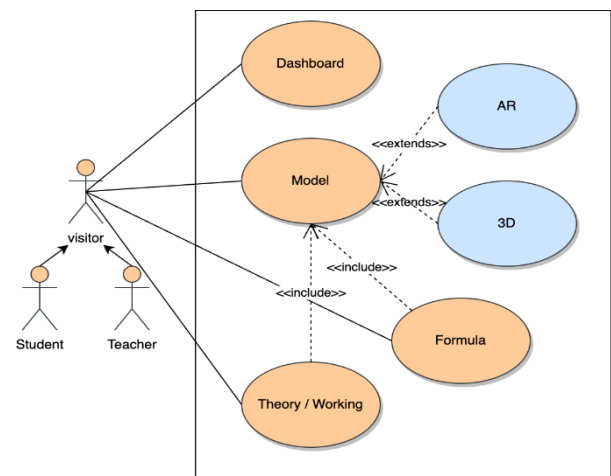 Dashboard
AR
<<extends>>
Model
<<extends>>
3D
visitor
<<include>>
<<include>>
Student
Teacher
Formula
Theory / Working